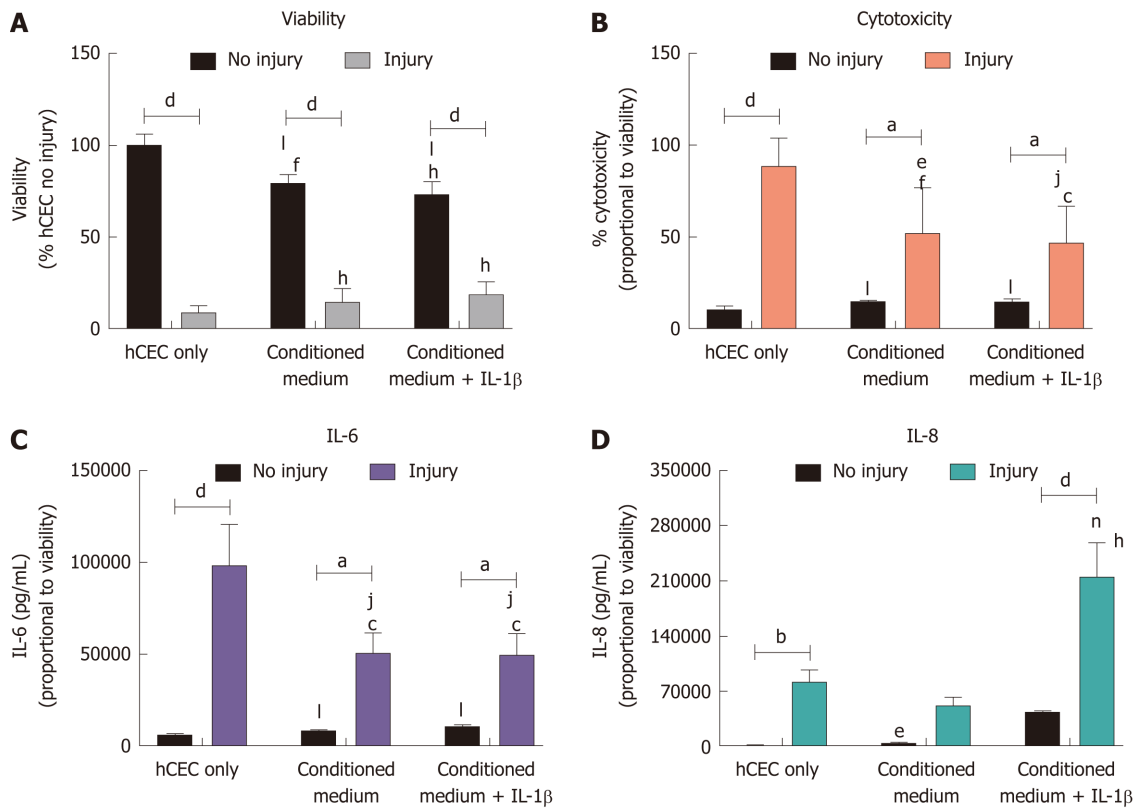 A
Viability
No injury
Injury
Viability
(% hCEC no injury)
150
100
50
0
d
d
d
l
f
l
h
h
h
hCEC only
Conditioned
medium
Conditioned
medium + IL-1β
B
Cytotoxicity
No injury
Injury
% cytotoxicity
(proportional to viability)
150
100
50
0
d
a
a
e
f
j
c
l
l
hCEC only
Conditioned
medium
Conditioned
medium + IL-1β
C
IL-6
No injury
Injury
IL-6 (pg/mL)
(proportional to viability)
150000
100000
50000
0
d
a
a
j
c
j
c
l
l
hCEC only
Conditioned
medium
Conditioned
medium + IL-1β
D
IL-8
No injury
Injury
IL-8 (pg/mL)
(proportional to viability)
350000
280000
210000
140000
70000
0
b
d
n
h
e
hCEC only
Conditioned
medium
Conditioned
medium + IL-1β